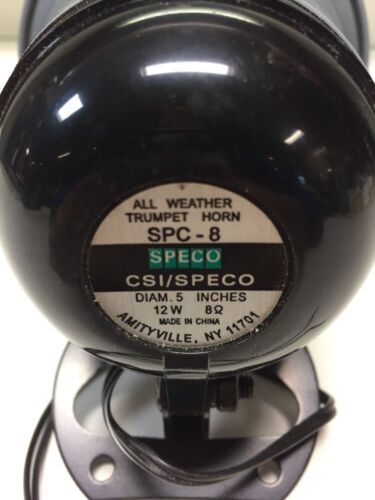 ALL WEATHER
TRUMPET HORN
SPC-8
SPECO
CSI/SPECO
DIAM. 5 INCHES
12W 8Ω
MADE IN CHINA
AMITYVILLE, NY 11701